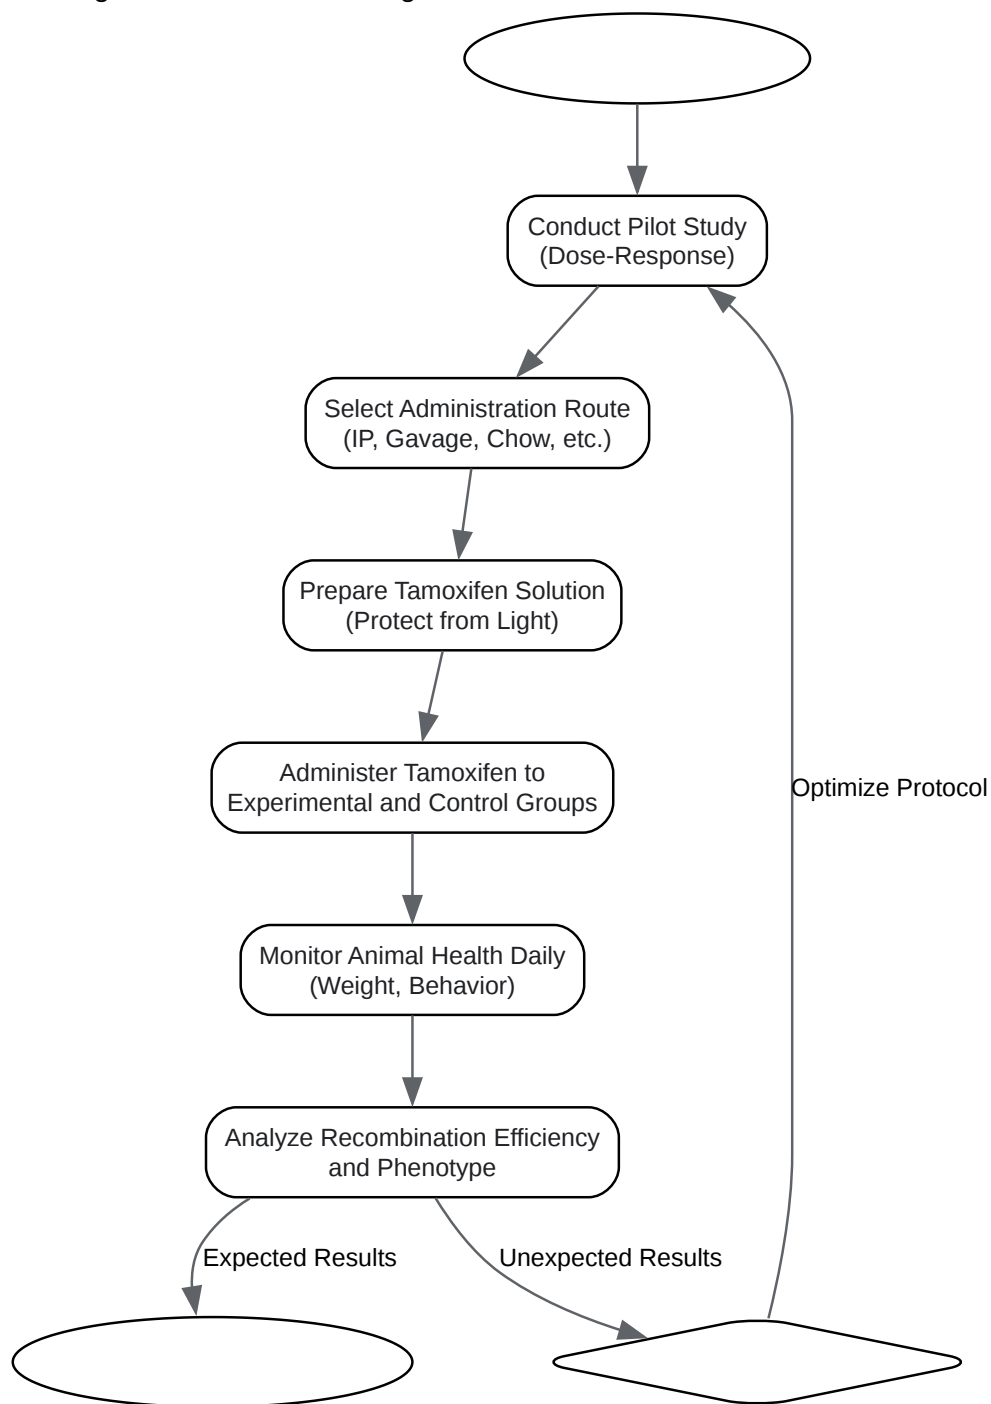 Conduct Pilot Study
(Dose-Response)
Select Administration Route
(IP, Gavage, Chow, etc.)
Prepare Tamoxifen Solution
(Protect from Light)
Administer Tamoxifen to
Experimental and Control Groups
Optimize Protocol
Monitor Animal Health Daily
(Weight, Behavior)
Analyze Recombination Efficiency
and Phenotype
Expected Results
Unexpected Results